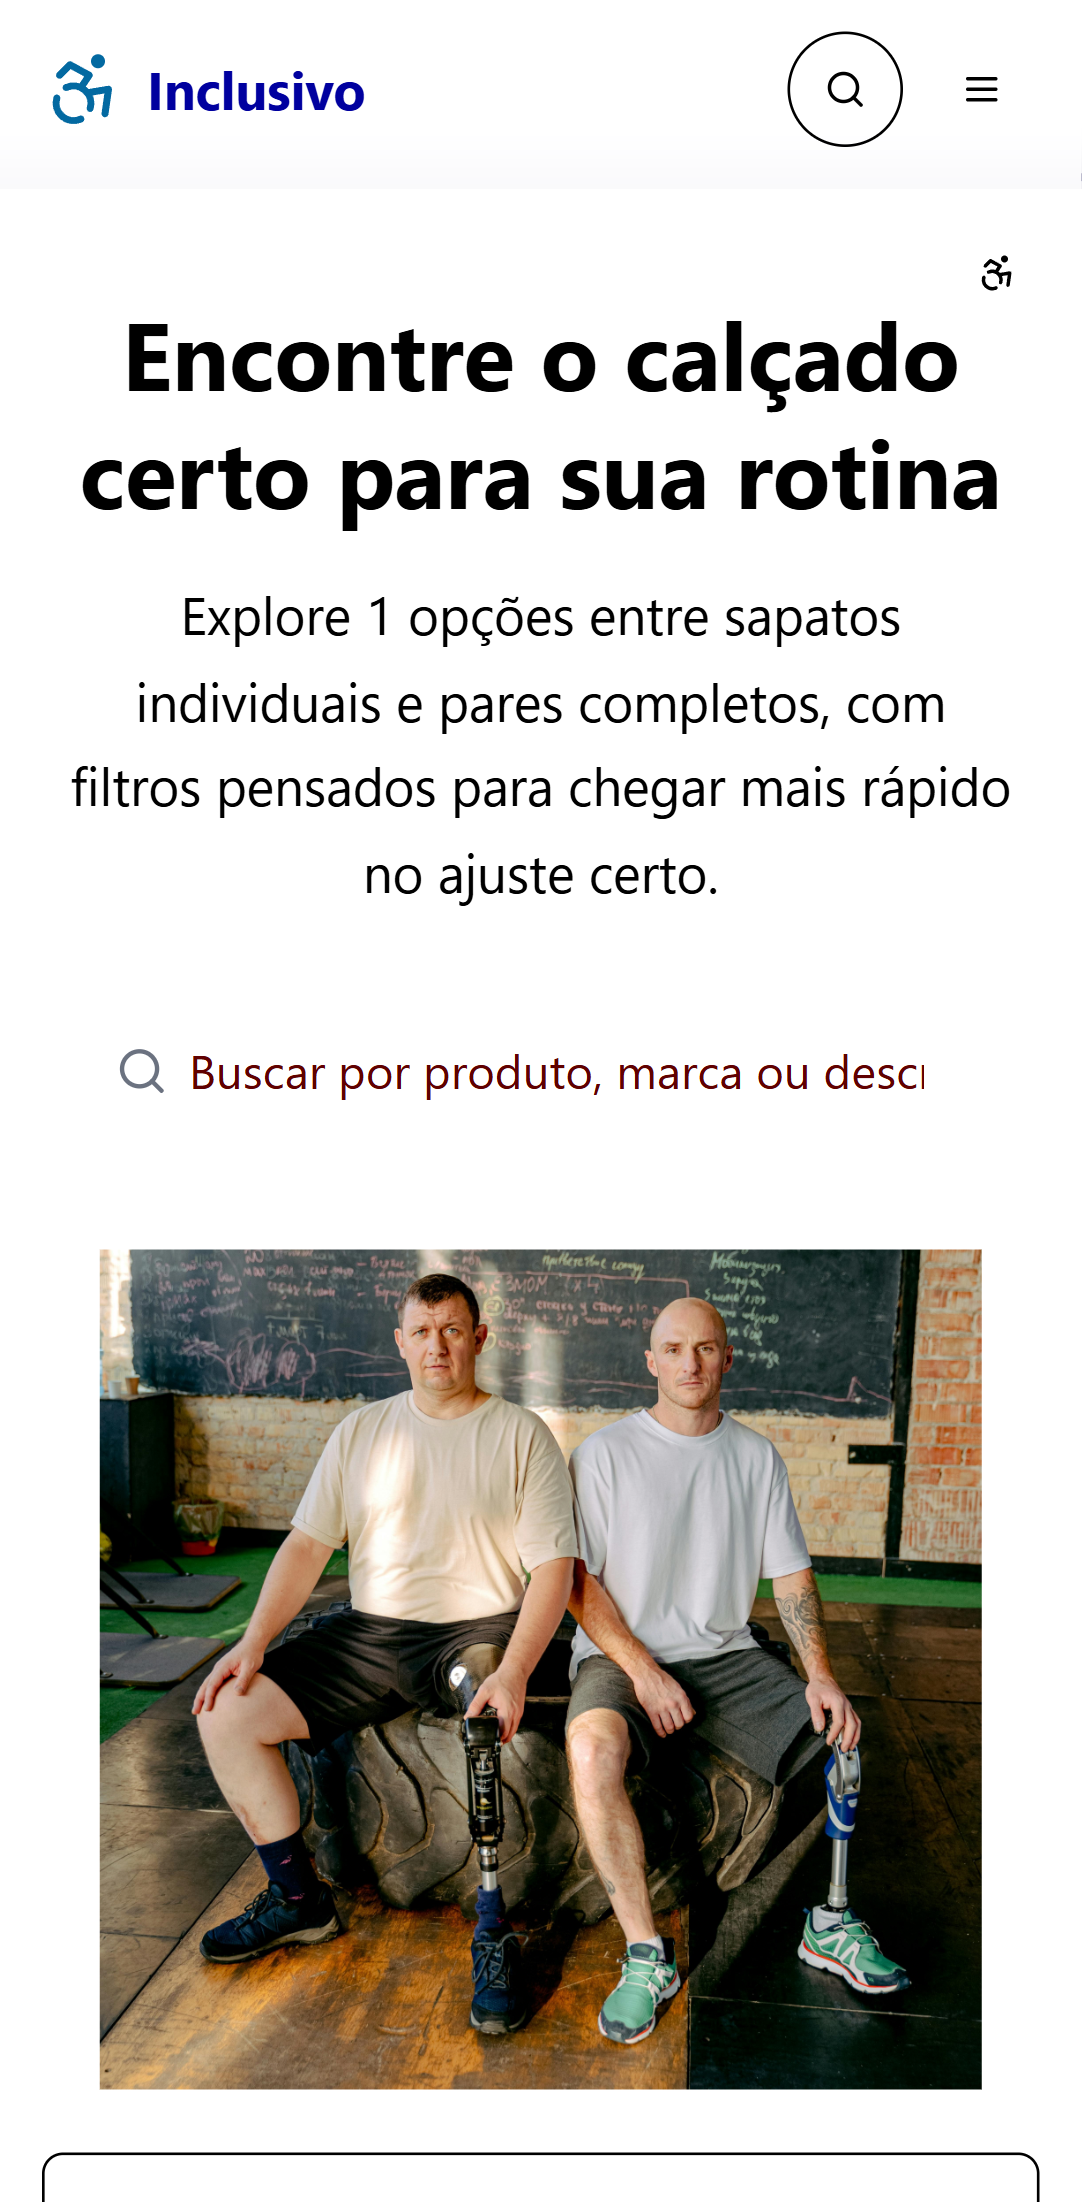 Inclusivo
Encontre o calçado
certo para sua rotina
Explore 1 opções entre sapatos
individuais e pares completos, com
filtros pensados para chegar mais rápido
no ajuste certo.
Buscar por produto, marca ou desc